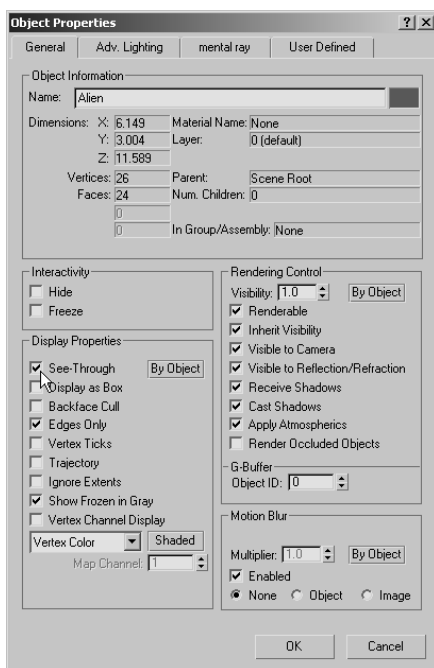 Object Properties
General Adv. Lighting mental ray User Defined
Object Information
Name: Alien
Dimensions: X: 6.149 Material Name: None
Y: 3.004 Layer: 0 (default)
Z: 11.589
Vertices: 26 Parent: Scene Root
Faces: 24 Num. Children: 0
0
0 In Group/Assembly: None
Interactivity
Hide
Freeze
Display Properties
See-Through By Object
Display as Box
Backface Cull
Edges Only
Vertex Ticks
Trajectory
Ignore Extents
Show Frozen in Gray
Vertex Channel Display
Vertex Color Shaded
Map Channel: 1
Rendering Control
Visibility: 1.0 By Object
Renderable
Inherit Visibility
Visible to Camera
Visible to Reflection/Refraction
Receive Shadows
Cast Shadows
Apply Atmospherics
Render Occluded Objects
G-Buffer
Object ID: 0
Motion Blur
Multiplier: 1.0 By Object
Enabled
None Object Image
OK Cancel